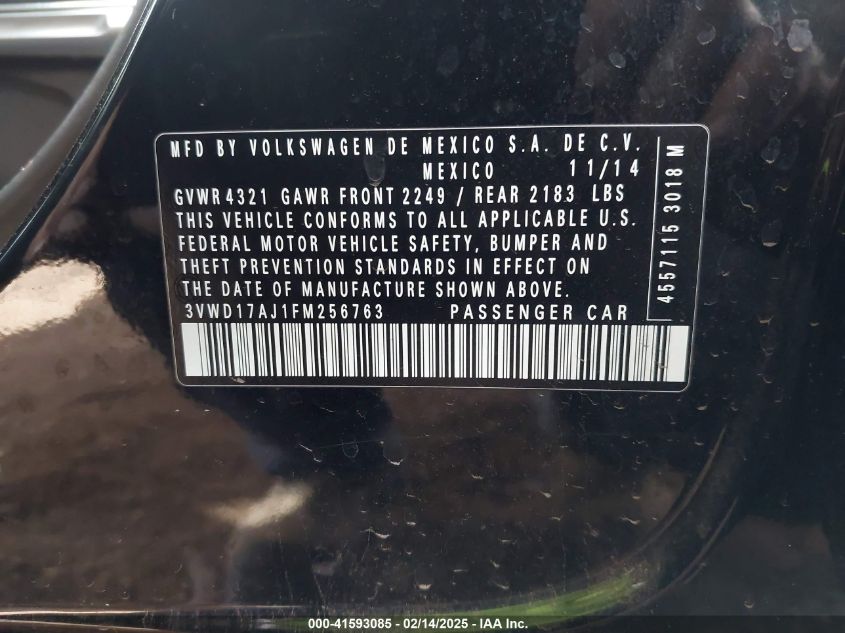 MFD BY VOLKSWAGEN DE MEXICO S.A. DE C.V.
MEXICO 11/14
GVWR 4321 GAWR FRONT 2249 / REAR 2183 LBS
THIS VEHICLE CONFORMS TO ALL APPLICABLE U.S.
FEDERAL MOTOR VEHICLE SAFETY, BUMPER AND
THEFT PREVENTION STANDARDS IN EFFECT ON
THE DATE OF MANUFACTURE SHOWN ABOVE.
3VWD17AJ1FM256763 PASSENGER CAR
4557115 3018 M
000-41593085 - 02/14/2025 - IAA Inc.